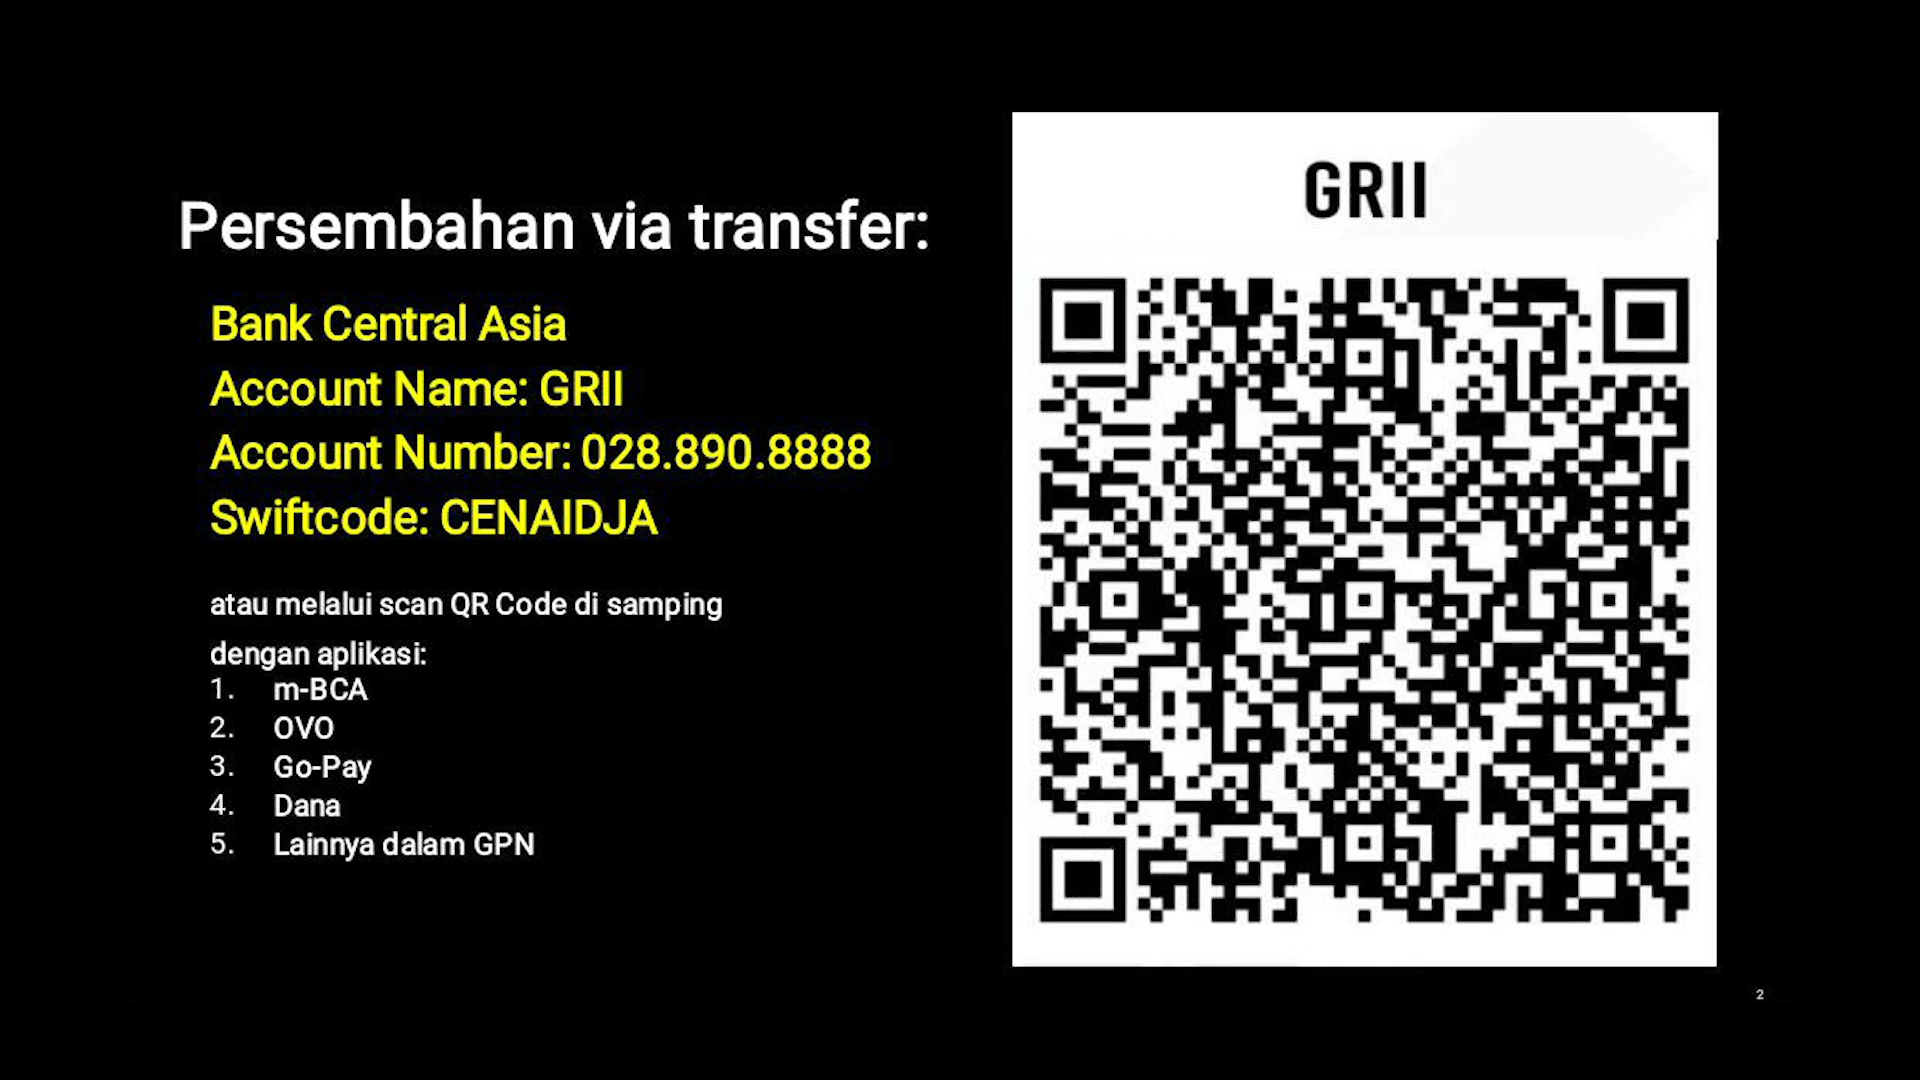 Persembahan via transfer:
Bank Central Asia
Account Name: GRII
Account Number: 028.890.8888
Swiftcode: CENAIDJA
atau melalui scan QR Code di samping
dengan aplikasi:
1. m-BCA
2. OVO
3. Go-Pay
4. Dana
5. Lainnya dalam GPN
GRII
2